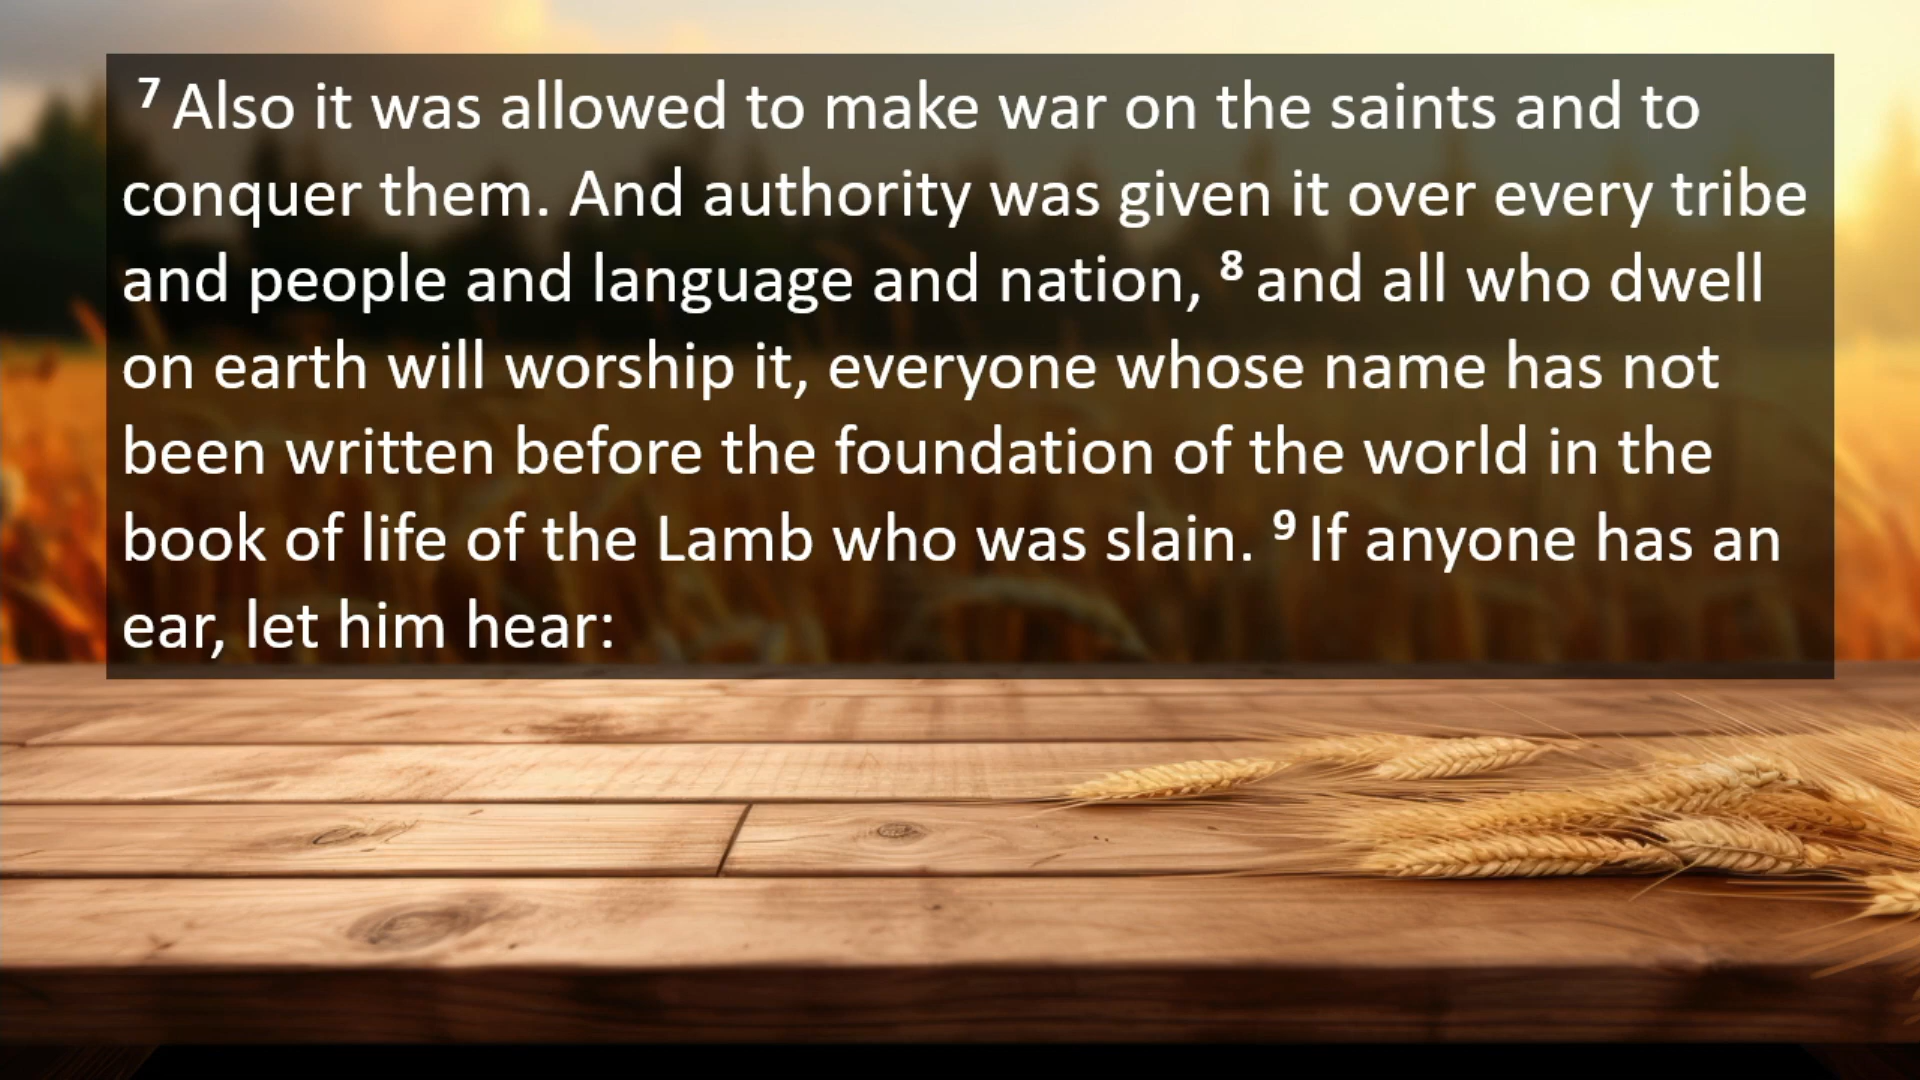 7 Also it was allowed to make war on the saints and to
conquer them. And authority was given it over every tribe
and people and language and nation, 8 and all who dwell
on earth will worship it, everyone whose name has not
been written before the foundation of the world in the
book of life of the Lamb who was slain. 9 If anyone has an
ear, let him hear: